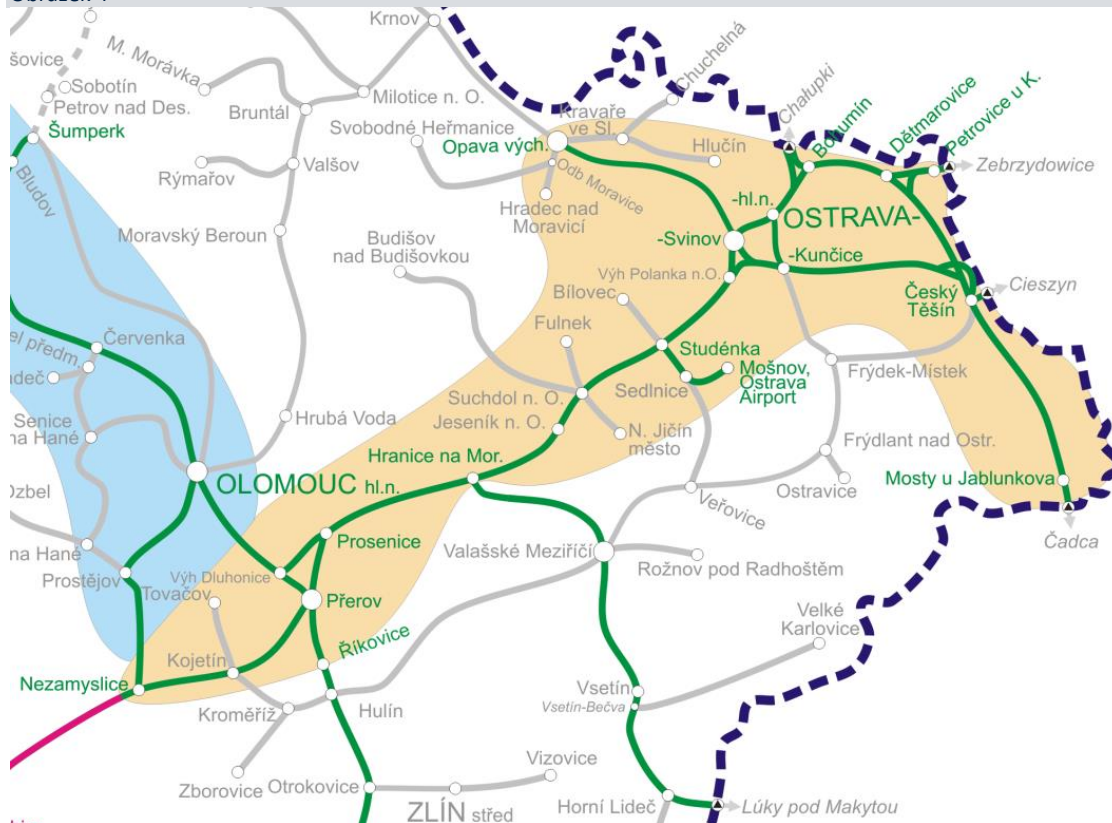 Krnov
šovice
M. Morávka
Sobotín
Petrov nad Des.
Šumperk
Bruntál
Milotice n. O.
Chuchelná
Chałupki
Kravaře
ve Sl.
Svobodné Heřmanice
Opava vých.
Odb Moravice
Hlučín
Bohumín
Dětmarovice
Petrovice u K.
Zebrzydowice
Bludov
Rýmařov
Valšov
Hradec nad
Moravicí
-hl.n.
OSTRAVA-
Moravský Beroun
Budišov
nad Budišovkou
-Svinov
-Kunčice
Výh Polanka n.O.
Bílovec
Český
Těšín
Cieszyn
Fulnek
Červenka
el předm.
adeč
Studénka
Mošnov,
Ostrava
Airport
Sedlnice
Frýdek-Místek
Suchdol n. O.
Jeseník n. O.
Senice
na Hané
Hrubá Voda
N. Jičín
město
Frýdlant nad Ostr.
Hranice na Mor.
OLOMOUC hl.n.
Ostravice
Mosty u Jablunkova
Veřovice
Čadca
Prosenice
Valašské Meziříčí
Rožnov pod Radhoštěm
na Hané
Prostějov
Výh Dluhonice
Tovačov
Přerov
Velké
Karlovice
Říkovice
Kojetín
Nezamyslice
Vsetín
Vsetín-Bečva
Kroměříž
Hulín
Zborovice
Otrokovice
Vizovice
ZLÍN střed
Horní Lideč
Lúky pod Makytou